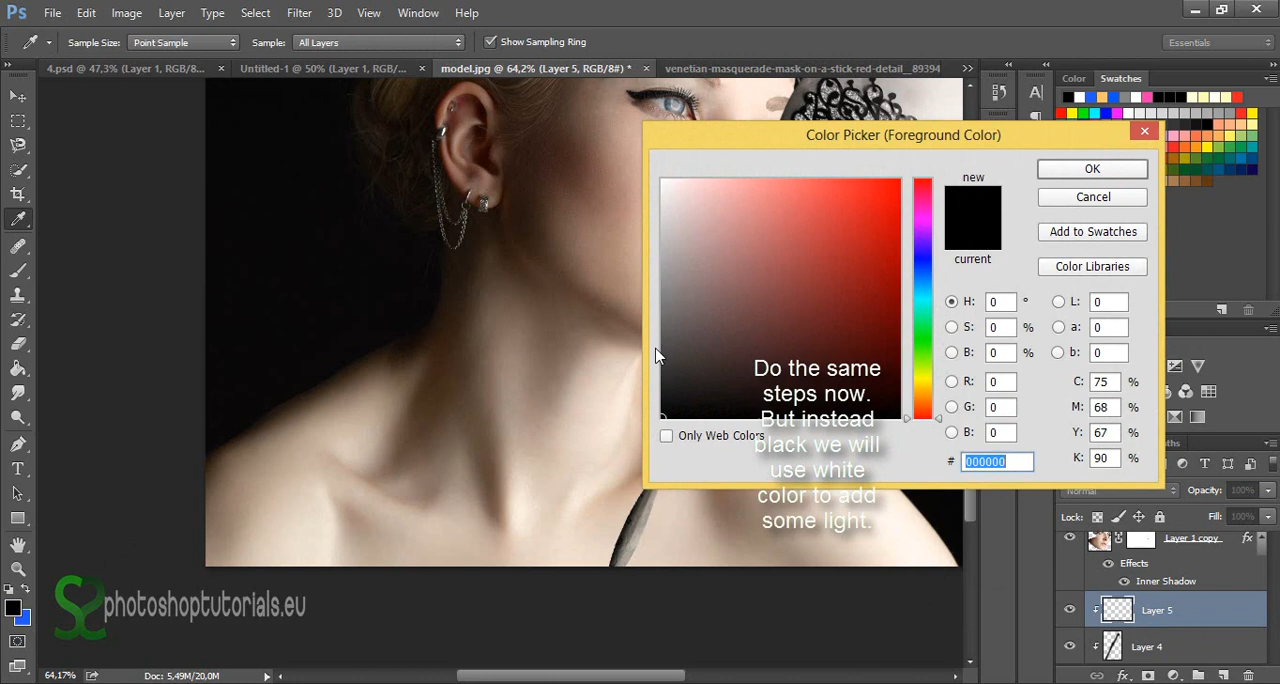 Ps File Edit Image Layer Type Select Filter 3D View Window Help
Sample Size: Point Sample Sample: All Layers Show Sampling Ring Essentials
4.psd @ 47,3% (Layer 1, RGB/8... × Untitled-1 @ 50% (Layer 1, RGB/... × model.jpg @ 64,2% (Layer 5, RGB/8#) * × venetian-masquerade-mask-on-a-stick-red-detail__89394
Color Swatches
Color Picker (Foreground Color)
new
current
OK
Cancel
Add to Swatches
Color Libraries
H: 0 °
S: 0 %
B: 0 %
R: 0
G: 0
B: 0
# 000000
L: 0
a: 0
b: 0
C: 75 %
M: 68 %
Y: 67 %
K: 90 %
Only Web Colors
Do the same
steps now.
But instead
black we will
use white
color to add
some light.
Normal Opacity: 100%
Lock: Fill: 100%
Layer 1 copy fx
Effects
Inner Shadow
Layer 5
Layer 4
photoshoptutorials.eu
64,17% Doc: 5,49M/20,0M